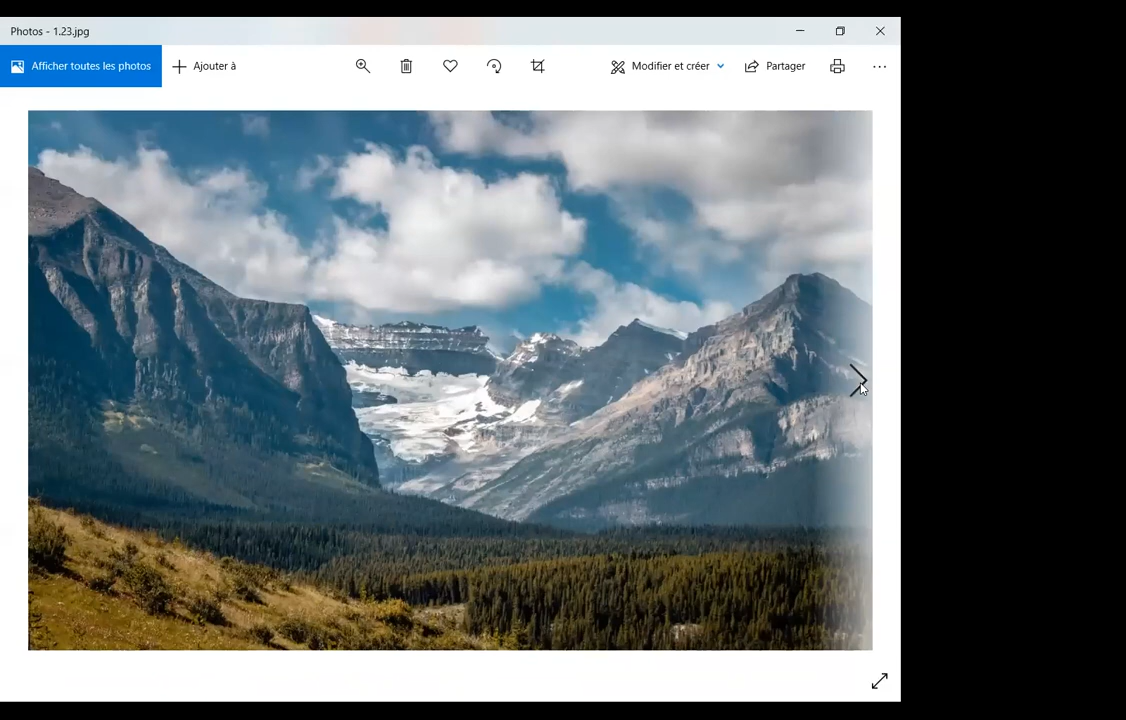 Photos - 1.23.jpg
Afficher toutes les photos
Ajouter à
Modifier et créer
Partager